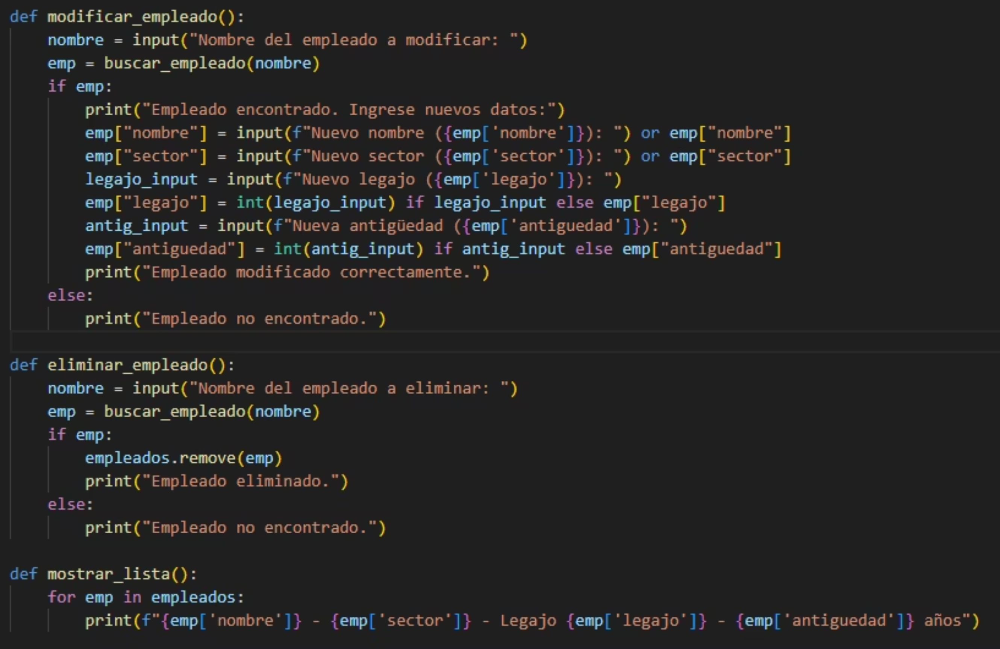 def modificar_empleado():
    nombre = input("Nombre del empleado a modificar: ")
    emp = buscar_empleado(nombre)
    if emp:
        print("Empleado encontrado. Ingrese nuevos datos:")
        emp["nombre"] = input(f"Nuevo nombre ({emp['nombre']}): ") or emp["nombre"]
        emp["sector"] = input(f"Nuevo sector ({emp['sector']}): ") or emp["sector"]
        legajo_input = input(f"Nuevo legajo ({emp['legajo']}): ")
        emp["legajo"] = int(legajo_input) if legajo_input else emp["legajo"]
        antig_input = input(f"Nueva antigüedad ({emp['antiguedad']}): ")
        emp["antiguedad"] = int(antig_input) if antig_input else emp["antiguedad"]
        print("Empleado modificado correctamente.")
    else:
        print("Empleado no encontrado.")

def eliminar_empleado():
    nombre = input("Nombre del empleado a eliminar: ")
    emp = buscar_empleado(nombre)
    if emp:
        empleados.remove(emp)
        print("Empleado eliminado.")
    else:
        print("Empleado no encontrado.")

def mostrar_lista():
    for emp in empleados:
        print(f"{emp['nombre']} - {emp['sector']} - Legajo {emp['legajo']} - {emp['antiguedad']} años")